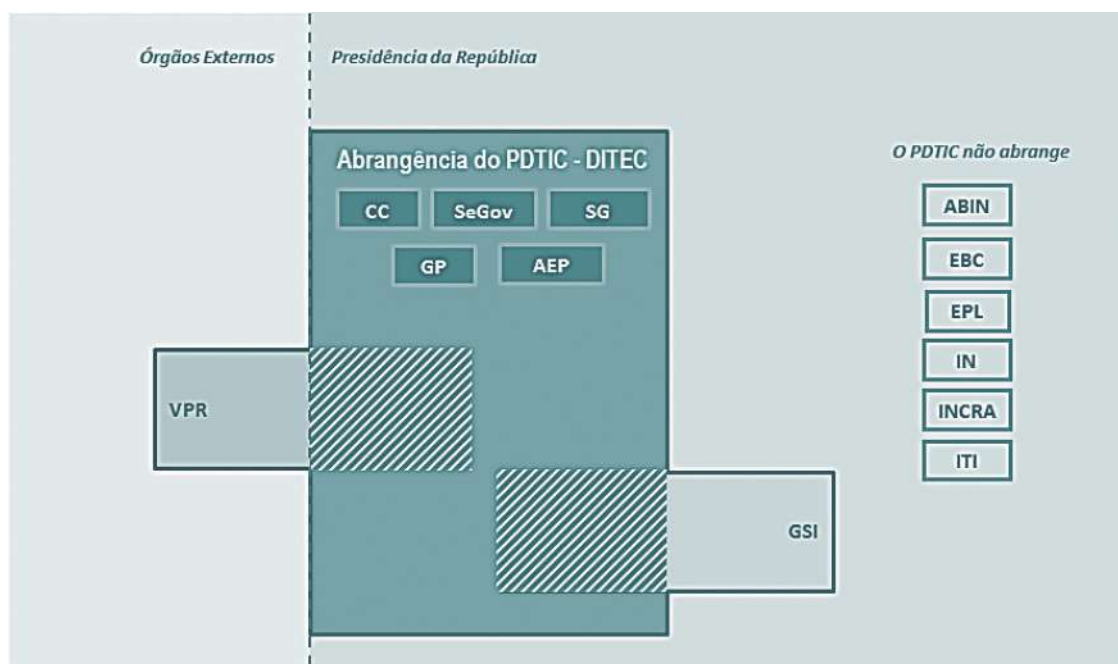 Órgãos Externos
Presidência da República
Abrangência do PDTIC - DITEC
CC
SeGov
SG
GP
AEP
VPR
GSI
O PDTIC não abrange
ABIN
EBC
EPL
IN
INCRA
ITI